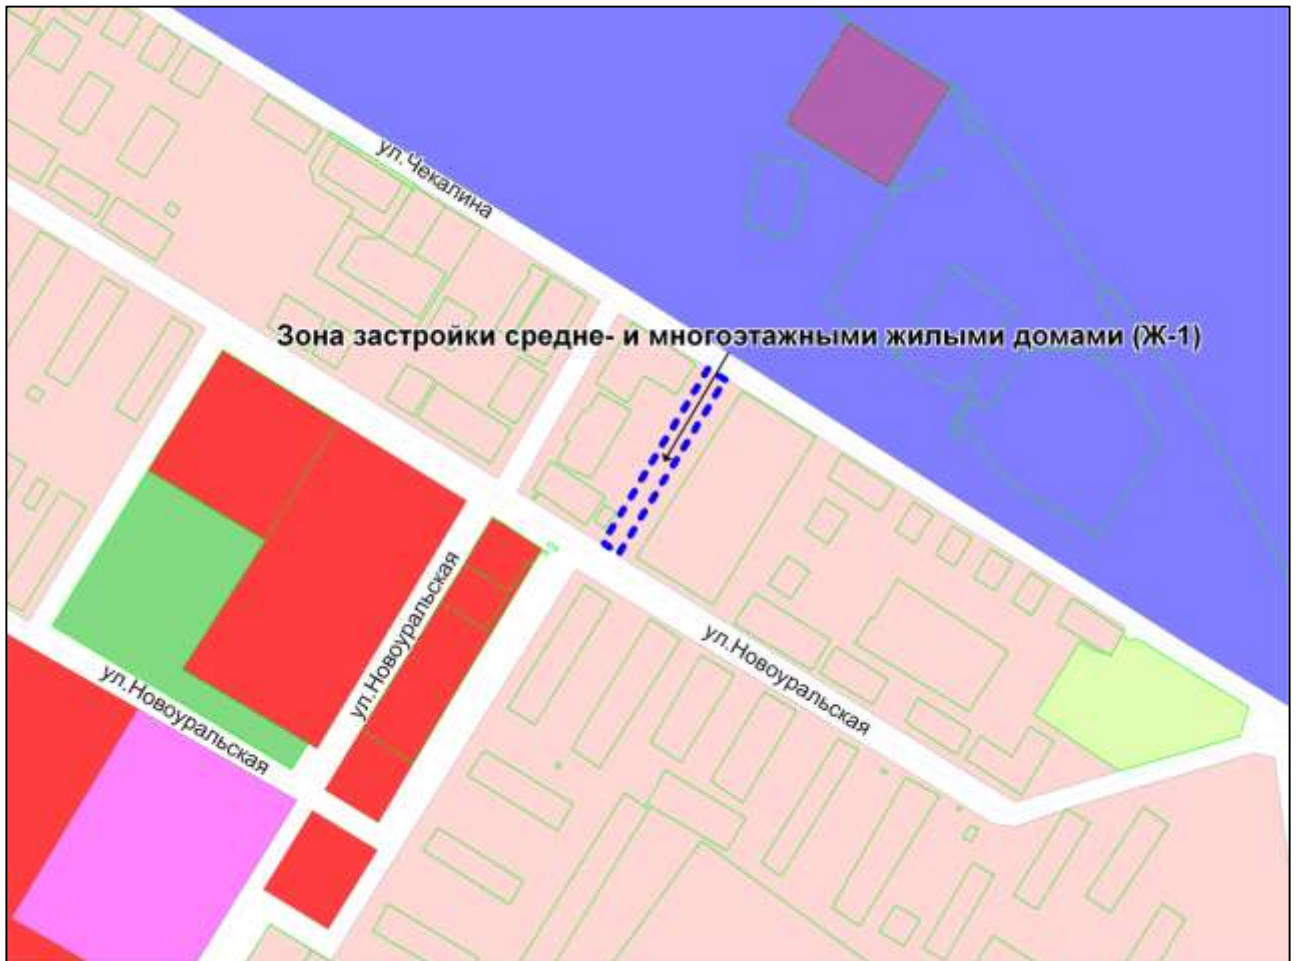 ул.Чекалина
Зона застройки средне- и многоэтажными жилыми домами (Ж-1)
ул.Новоуральская
ул.Новоуральская
ул.Новоуральская